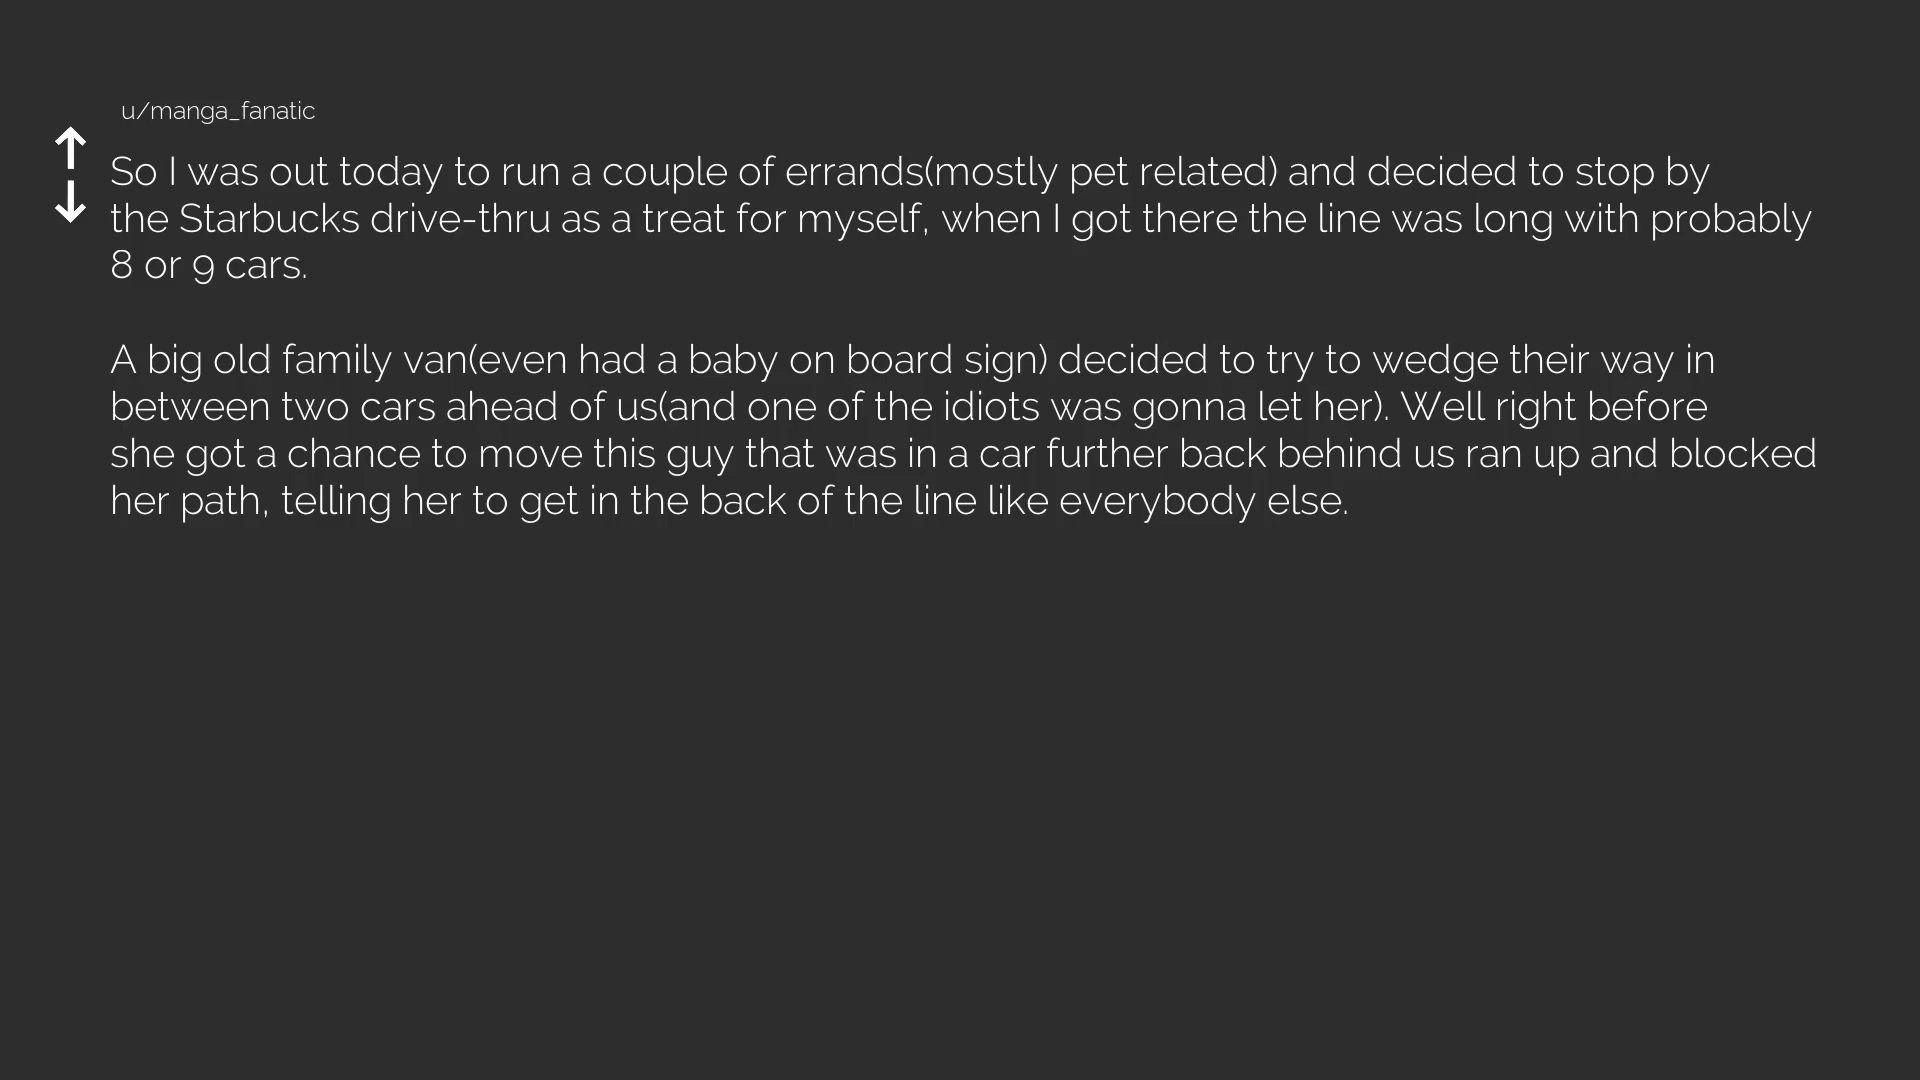 u/manga_fanatic
So I was out today to run a couple of errands(mostly pet related) and decided to stop by
the Starbucks drive-thru as a treat for myself, when I got there the line was long with probably
8 or 9 cars.
A big old family van(even had a baby on board sign) decided to try to wedge their way in
between two cars ahead of us(and one of the idiots was gonna let her). Well right before
she got a chance to move this guy that was in a car further back behind us ran up and blocked
her path, telling her to get in the back of the line like everybody else.